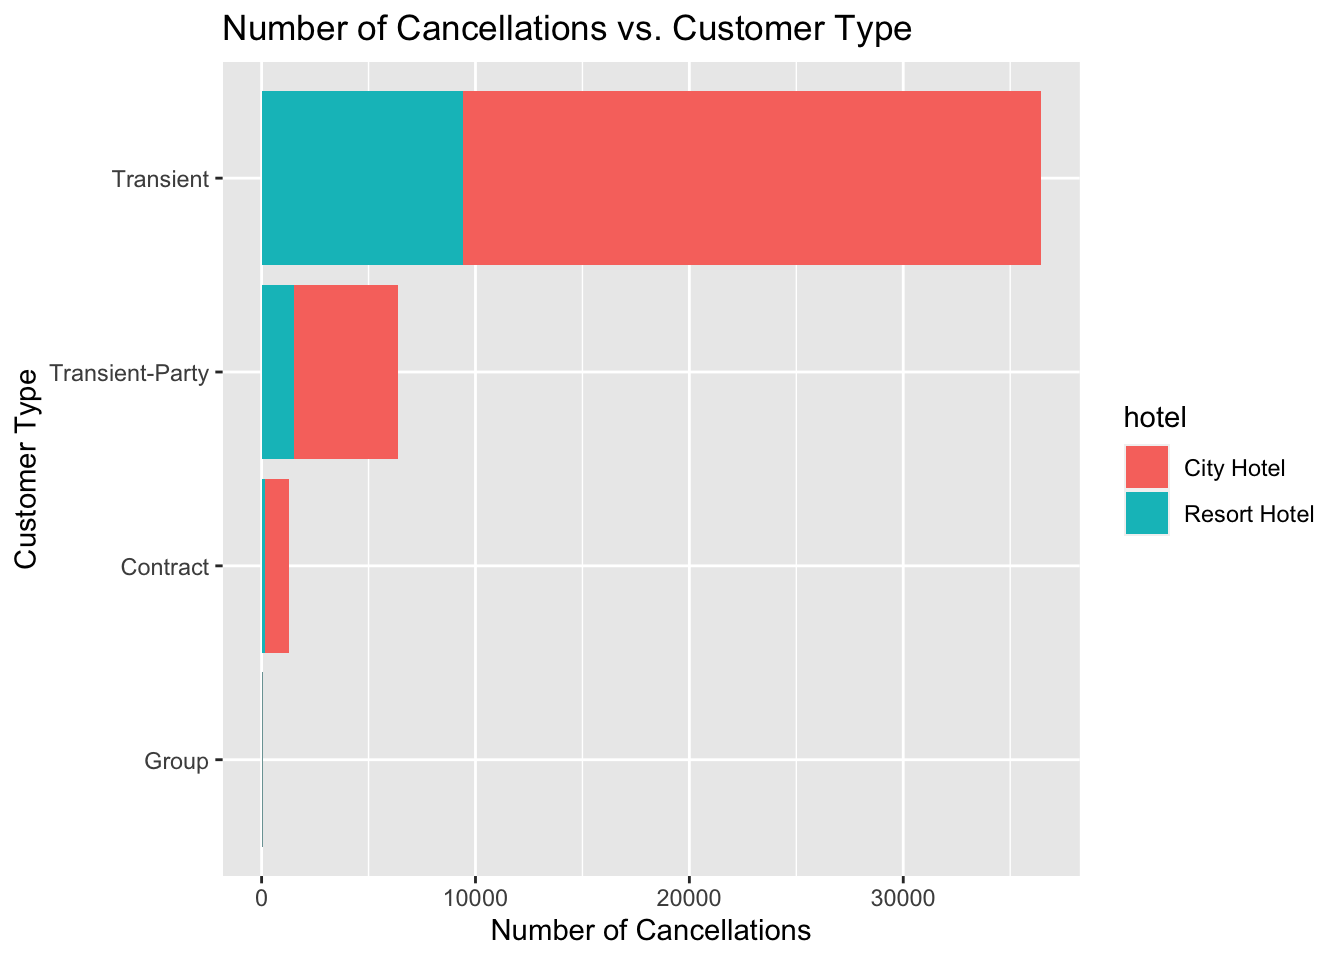 Number of Cancellations vs. Customer Type
Customer Type
Transient
Transient-Party
Contract
Group
0 10000 20000 30000
Number of Cancellations
hotel
City Hotel
Resort Hotel